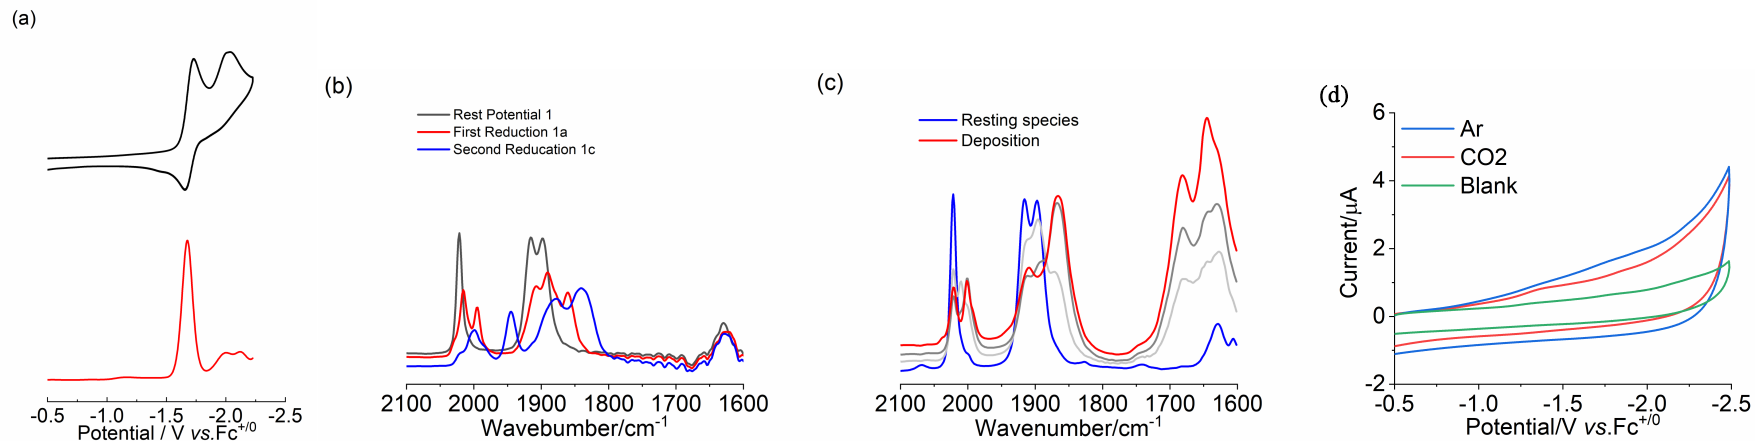 (a)
-0.5 -1.0 -1.5 -2.0 -2.5
Potential / V vs.Fc+/0
(b)
Rest Potential 1
First Reduction 1a
Second Reducation 1c
2100 2000 1900 1800 1700 1600
Wavebumber/cm-1
(c)
Resting species
Deposition
2100 2000 1900 1800 1700 1600
Wavenumber/cm-1
(d)
6
4
2
0
-2
Current/μA
Ar
CO2
Blank
-0.5 -1.0 -1.5 -2.0 -2.5
Potential/V vs.Fc+/0